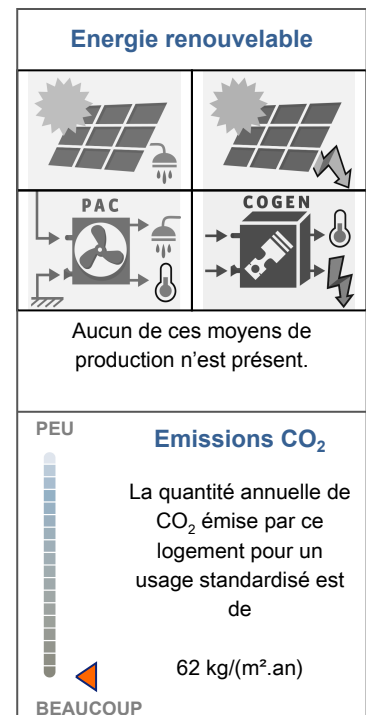 Energie renouvelable
PAC
COGEN
Aucun de ces moyens de
production n'est présent.
PEU
Emissions CO₂
La quantité annuelle de
CO₂ émise par ce
logement pour un
usage standardisé est
de
62 kg/(m².an)
BEAUCOUP